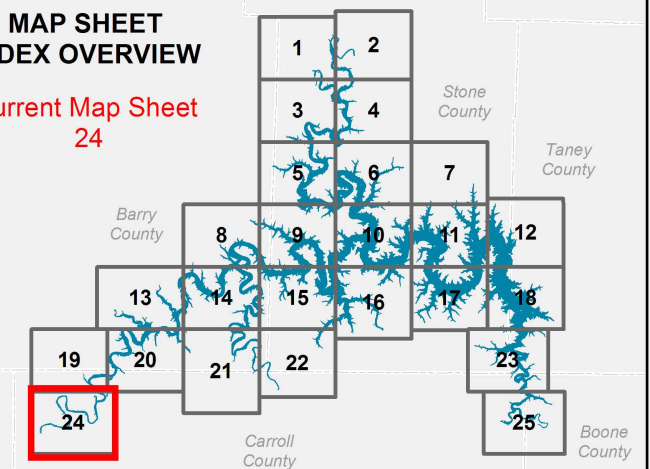 MAP SHEET
DEX OVERVIEW
urrent Map Sheet
24
1
2
3
4
Stone
County
5
6
7
Taney
County
Barry
County
8
9
10
11
12
13
14
15
16
17
18
19
20
21
22
23
24
25
Carroll
County
Boone
County